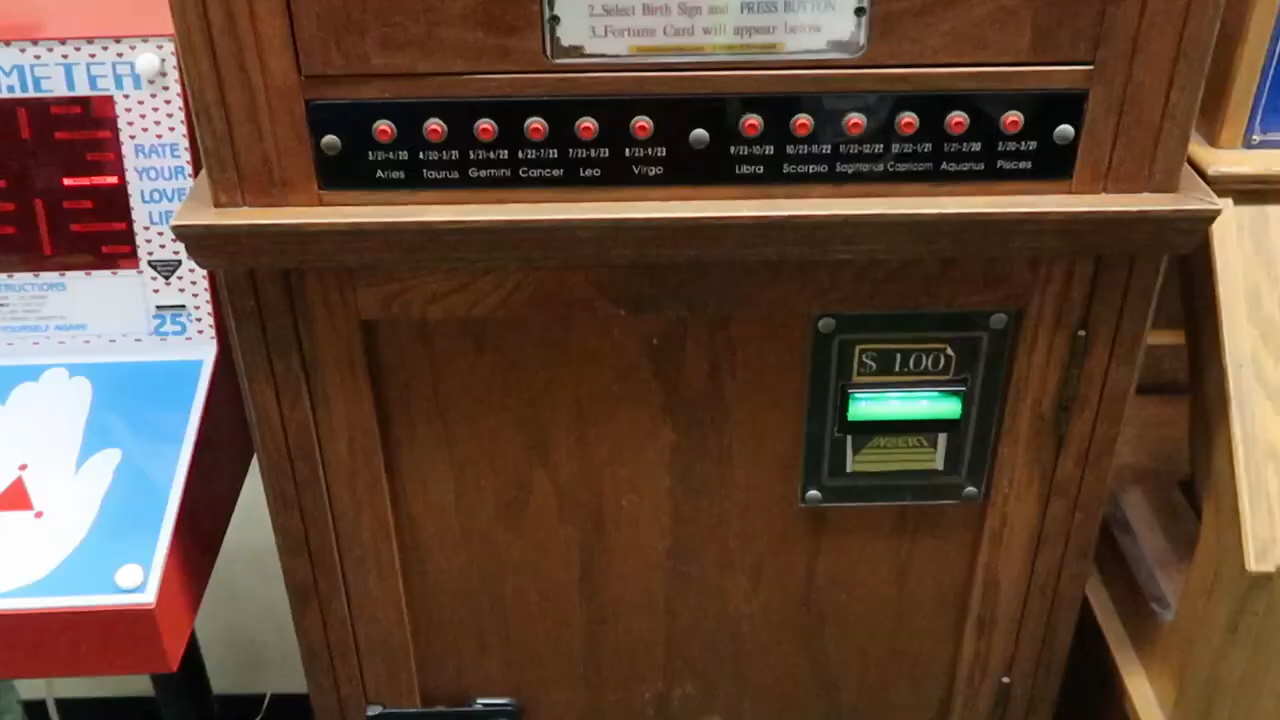 2. Select Birth Sign and PRESS BUTTON
3. Fortune Card will appear below
METER
RATE
YOUR
LOVE
LIFE
25¢
3/21-4/20
4/20-5/21
5/21-6/22
6/22-7/23
7/23-8/23
8/23-9/23
9/23-10/23
10/23-11/22
11/22-12/22
12/22-1/21
1/21-2/20
2/20-3/21
Aries
Taurus
Gemini
Cancer
Leo
Virgo
Libra
Scorpio
Sagittarius
Capricorn
Aquarius
Pisces
$ 1.00
INSERT